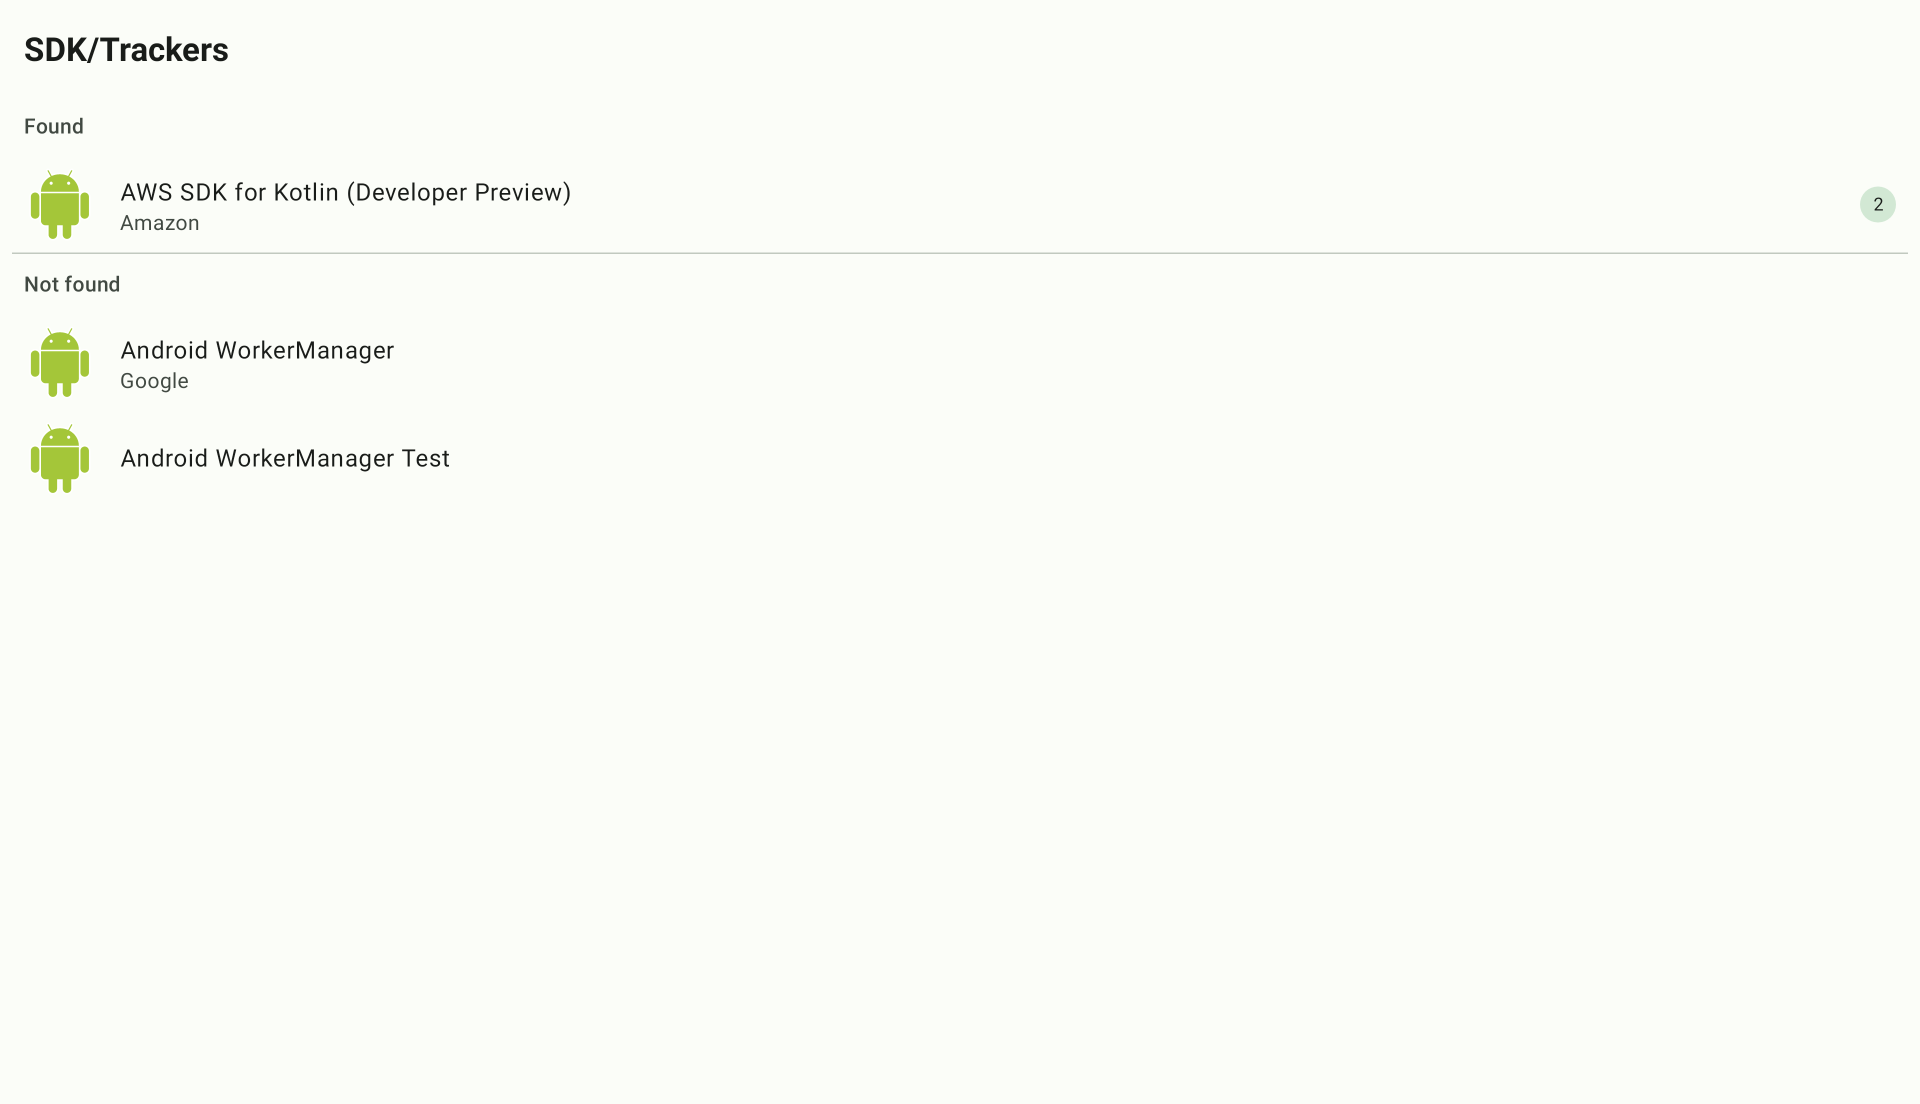 SDK/Trackers
Found
AWS SDK for Kotlin (Developer Preview)
Amazon
2
Not found
Android WorkerManager
Google
Android WorkerManager Test